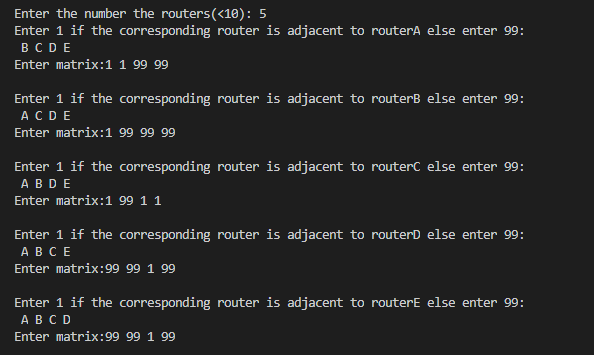 Enter the number the routers(<10): 5
Enter 1 if the corresponding router is adjacent to routerA else enter 99:
B C D E
Enter matrix:1 1 99 99
Enter 1 if the corresponding router is adjacent to routerB else enter 99:
A C D E
Enter matrix:1 99 99 99
Enter 1 if the corresponding router is adjacent to routerC else enter 99:
A B D E
Enter matrix:1 99 1 1
Enter 1 if the corresponding router is adjacent to routerD else enter 99:
A B C E
Enter matrix:99 99 1 99
Enter 1 if the corresponding router is adjacent to routerE else enter 99:
A B C D
Enter matrix:99 99 1 99